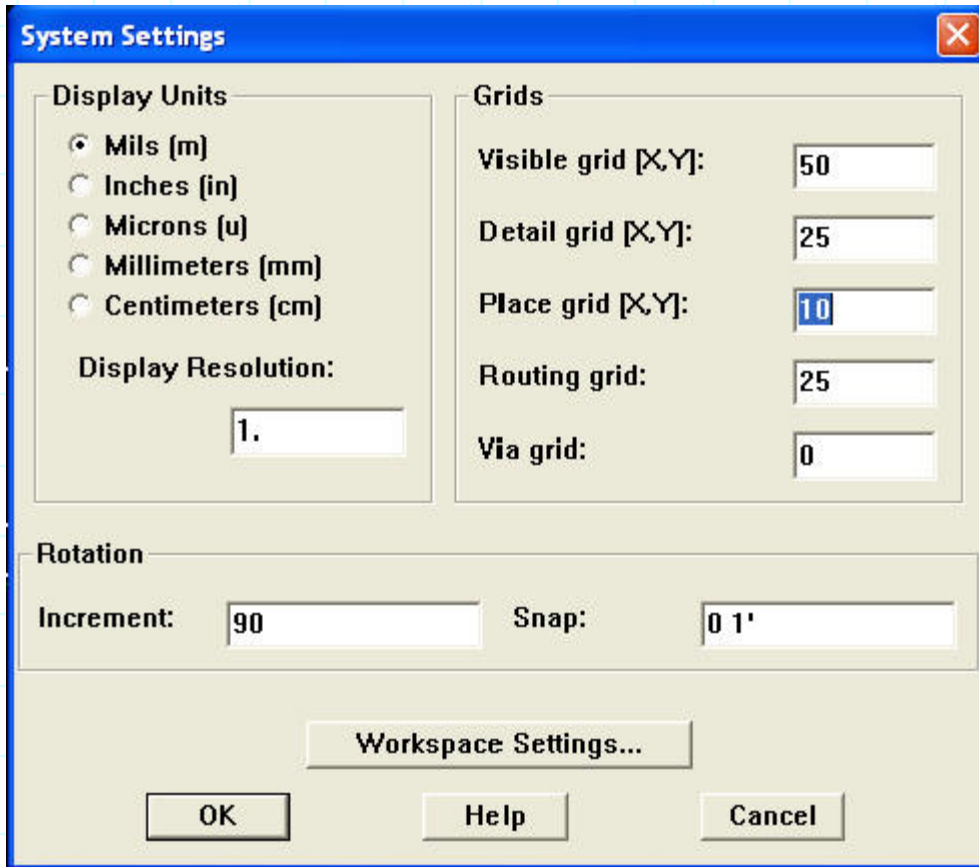 System Settings
Display Units
Mils (m)
Inches (in)
Microns (u)
Millimeters (mm)
Centimeters (cm)
Display Resolution:
1.
Grids
Visible grid [X,Y]: 50
Detail grid [X,Y]: 25
Place grid [X,Y]: 10
Routing grid: 25
Via grid: 0
Rotation
Increment: 90 Snap: 0 1'
Workspace Settings...
OK Help Cancel